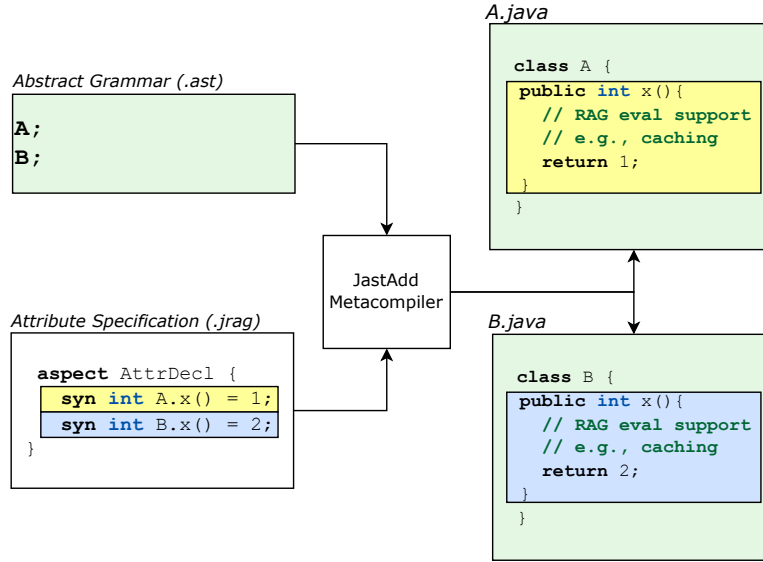 Abstract Grammar (.ast)
A;
B;
Attribute Specification (.jrag)
aspect AttrDecl {
syn int A.x() = 1;
syn int B.x() = 2;
}
JastAdd
Metacompiler
A.java
class A {
public int x(){
// RAG eval support
// e.g., caching
return 1;
}
}
B.java
class B {
public int x(){
// RAG eval support
// e.g., caching
return 2;
}
}